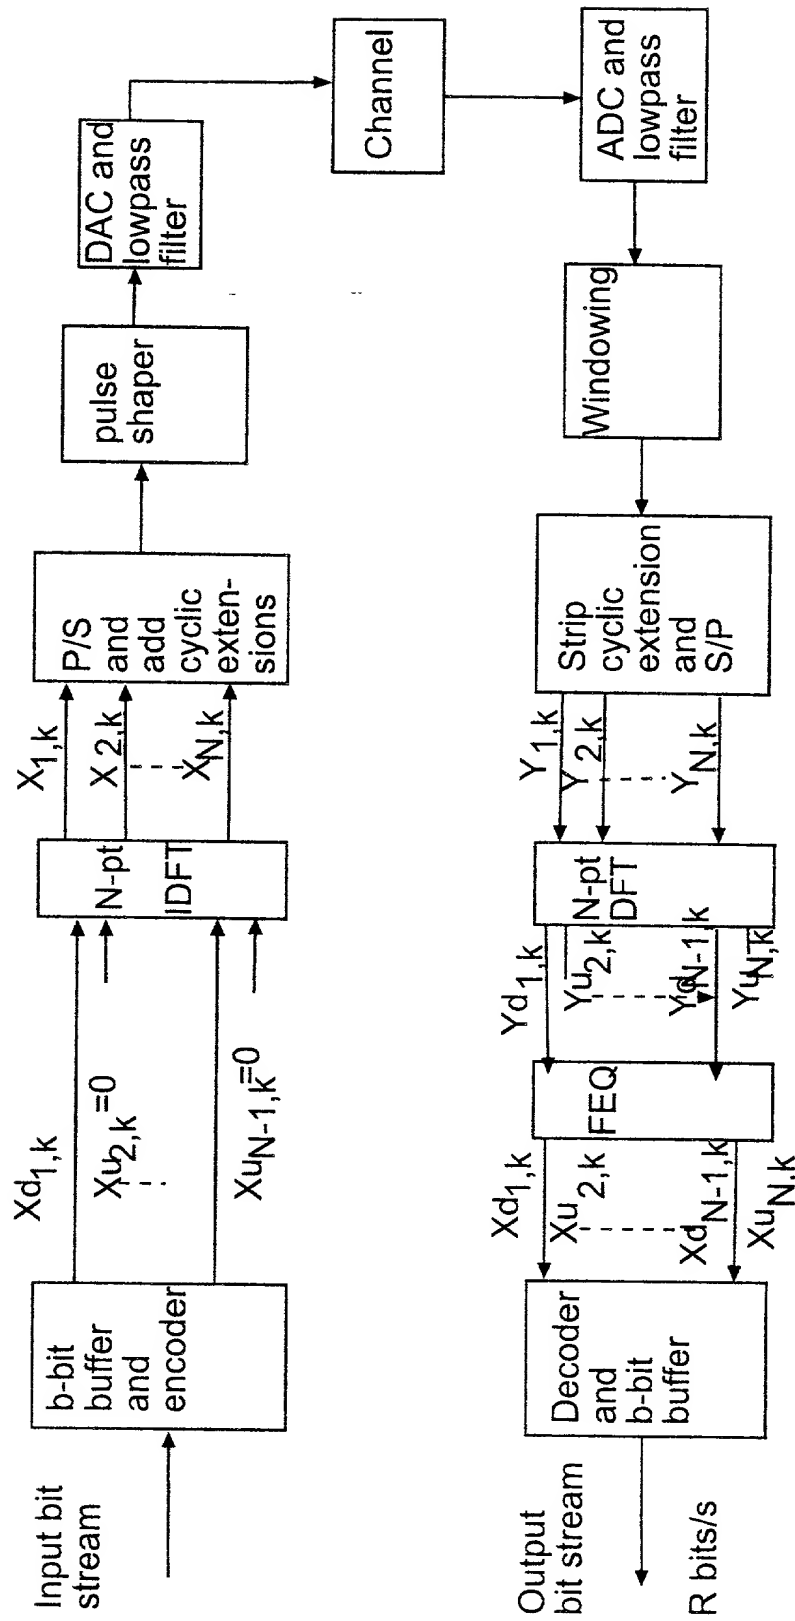 Input bit
stream
b-bit
buffer
and
encoder
Xd1,k
Xu2,k=0
XuN-1,k=0
N-pt
IDFT
X1,k
X2,k
XN,k
P/S
and
add
cyclic
exten-
sions
pulse
shaper
DAC and
lowpass
filter
Channel
ADC and
lowpass
filter
Windowing
Strip
cyclic
extension
and
S/P
Y1,k
Y2,k
YN,k
N-pt
DFT
Yd1,k
Yu2,k
YdN-1,k
YuN,k
FEQ
Xd1,k
Xu2,k
XdN-1,k
XuN,k
Decoder
and
b-bit
buffer
Output
bit stream
R bits/s